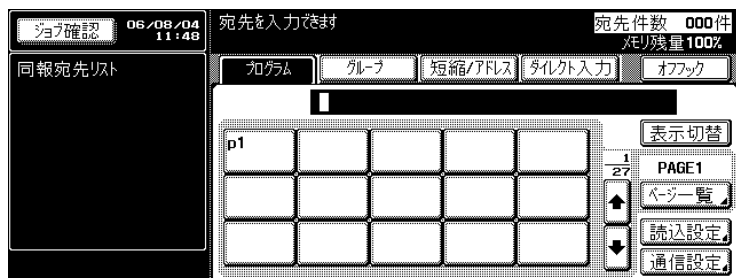 ジョブ確認
06/08/04
11:48
宛先を入力できます
宛先件数 000件
メモリ残量100%
同報宛先リスト
プログラム グループ 短縮/アドレス ダイレクト入力 オフフック
表示切替
p1
1/27
PAGE1
ページ一覧
読込設定
通信設定